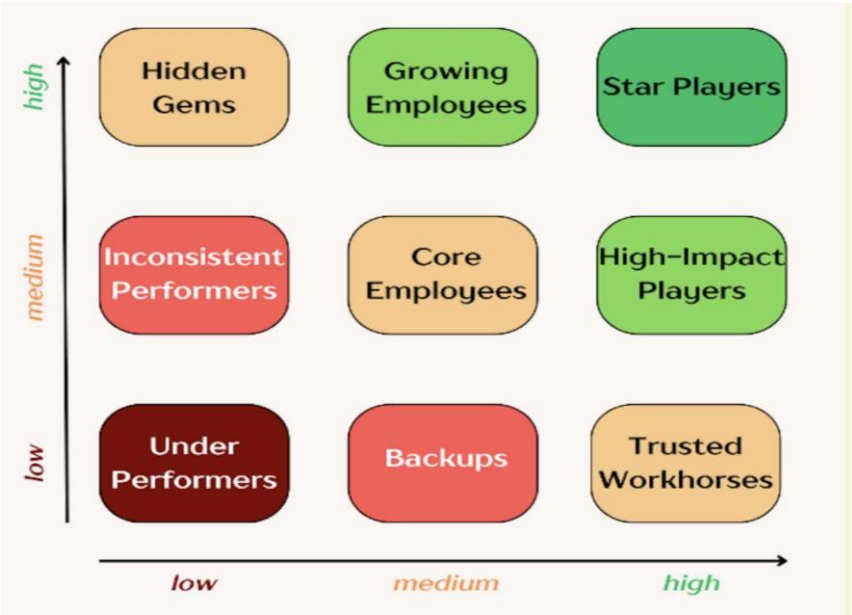 high
Hidden
Gems
Growing
Employees
Star Players
medium
Inconsistent
Performers
Core
Employees
High-Impact
Players
low
Under
Performers
Backups
Trusted
Workhorses
low
medium
high